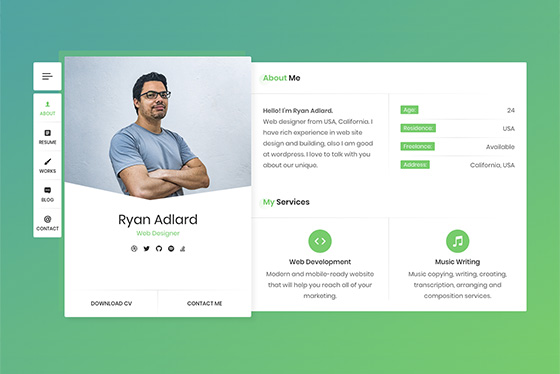 ABOUT
RESUME
WORKS
BLOG
CONTACT
Ryan Adlard
Web Designer
DOWNLOAD CV
CONTACT ME
About Me
Hello! I'm Ryan Adlard.
Web designer from USA, California. I
have rich experience in web site
design and building, also I am good
at wordpress. I love to talk with you
about our unique.
Age: 24
Residence: USA
Freelance: Available
Address: California, USA
My Services
Web Development
Modern and mobile-ready website
that will help you reach all of your
marketing.
Music Writing
Music copying, writing, creating,
transcription, arranging and
composition services.